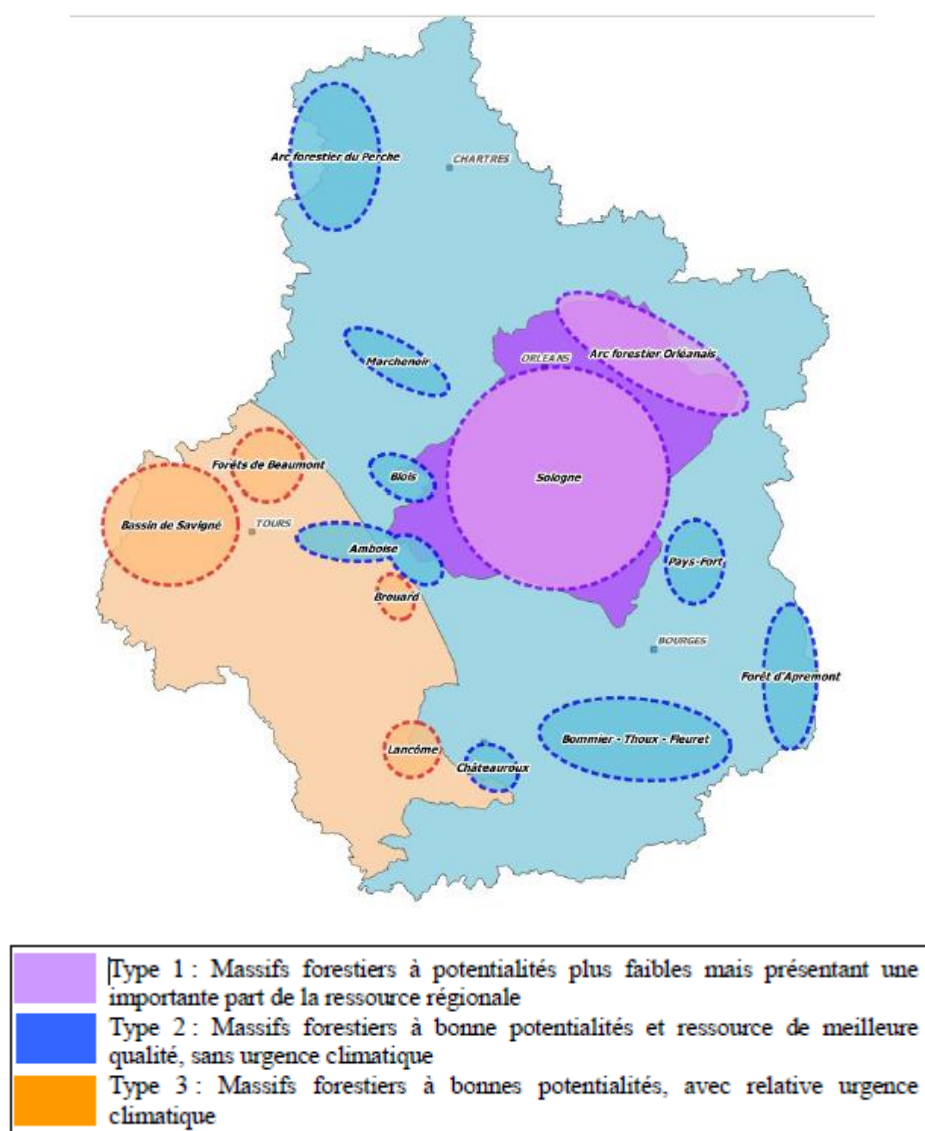 Arc forestier du Perche
CHARTRES
Marchenoir
ORLEANS
Arc forestier Orléanais
Forêts de Beaumont
Blois
Sologne
Bassin de Savigné
TOURS
Amboise
Pays-Fort
Brouard
BOURGES
Forêt d'Apremont
Lancôme
Châteauroux
Bommier - Thoux - Fleuret
Type 1 : Massifs forestiers à potentialités plus faibles mais présentant une
importante part de la ressource régionale
Type 2 : Massifs forestiers à bonne potentialités et ressource de meilleure
qualité, sans urgence climatique
Type 3 : Massifs forestiers à bonnes potentialités, avec relative urgence
climatique